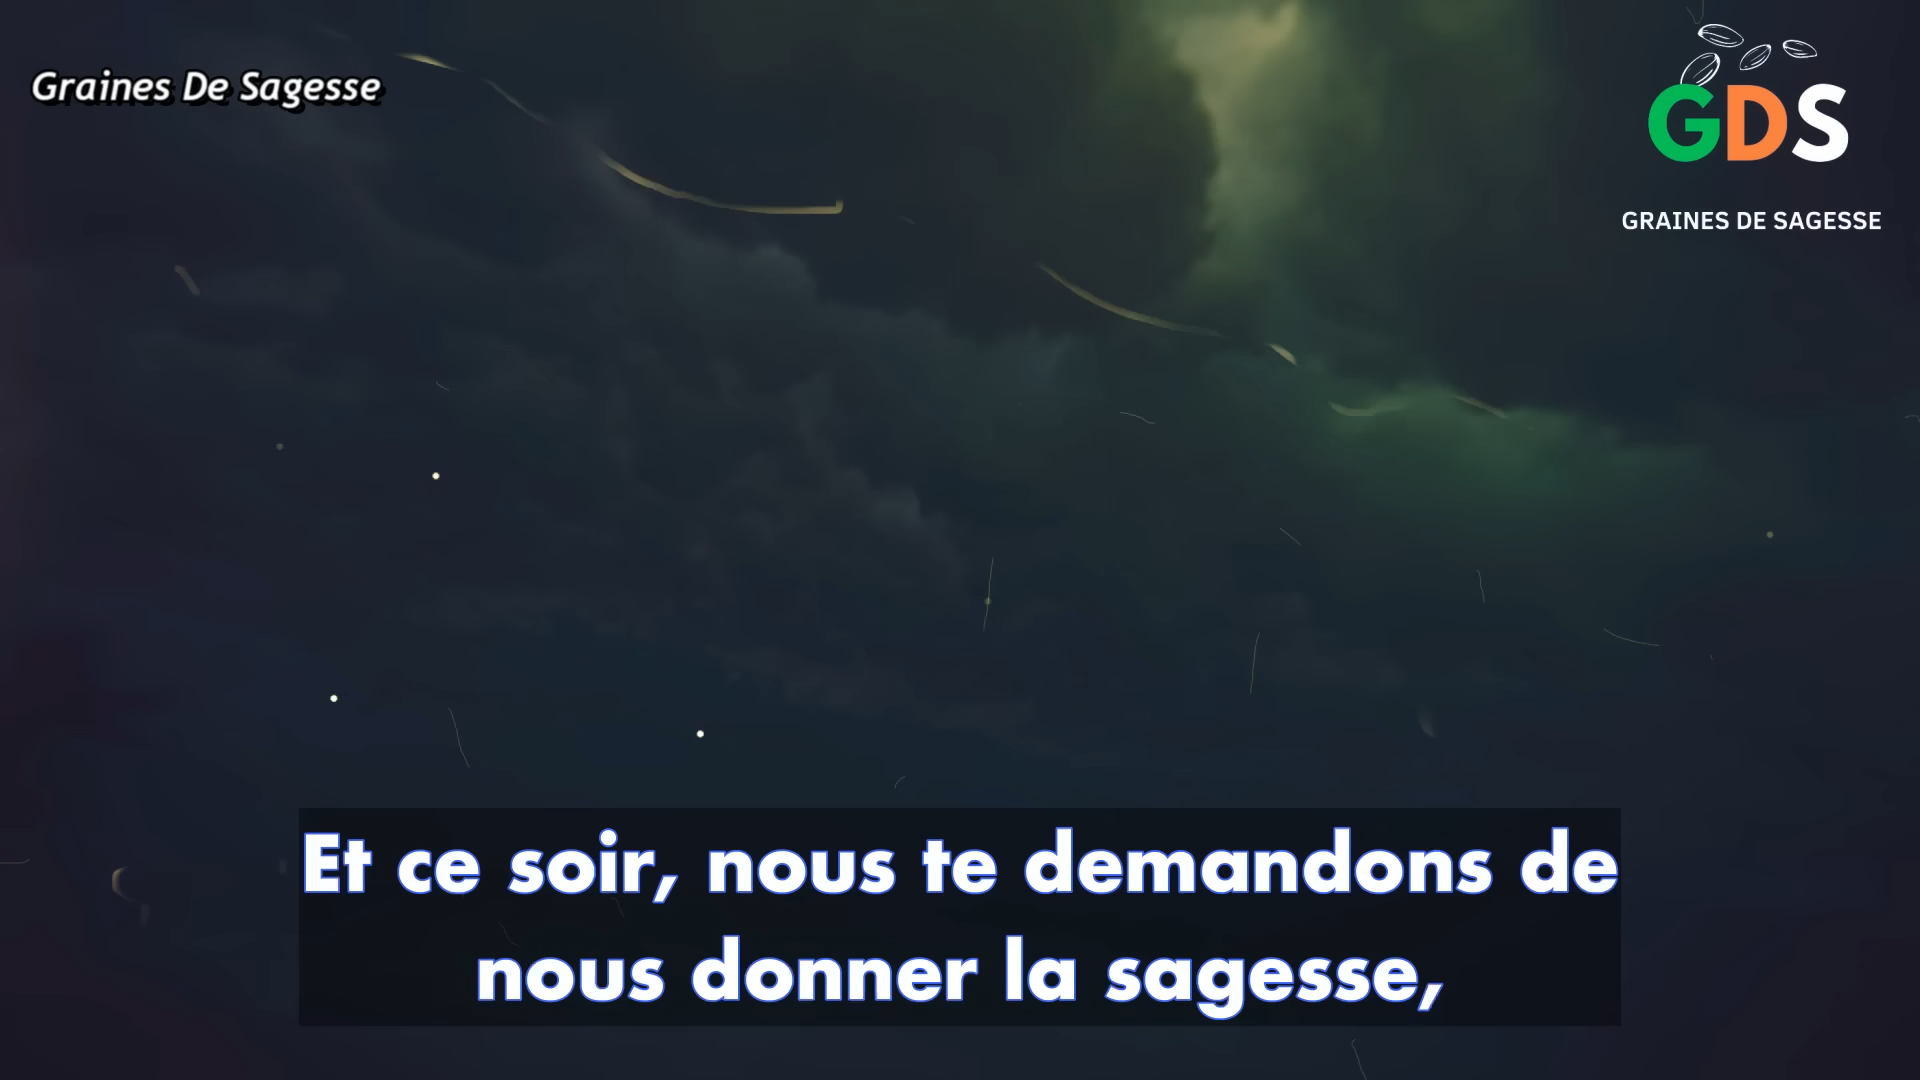 Graines De Sagesse
GDS
GRAINES DE SAGESSE
Et ce soir, nous te demandons de
nous donner la sagesse,